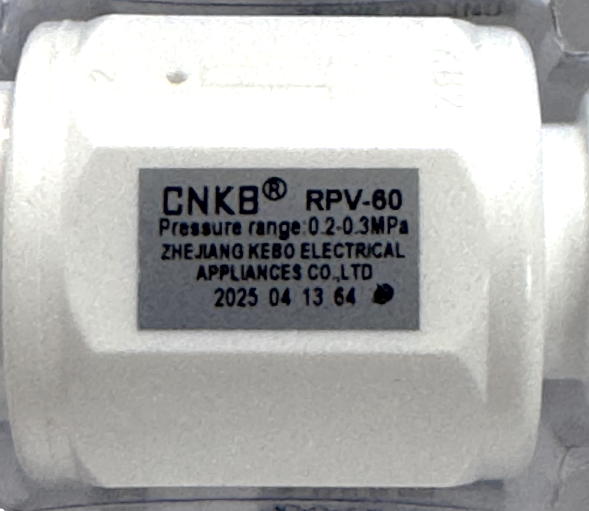 CNKB® RPV-60
Pressure range:0.2-0.3MPa
ZHEJIANG KEBO ELECTRICAL
APPLIANCES CO.,LTD
2025 04 13 64